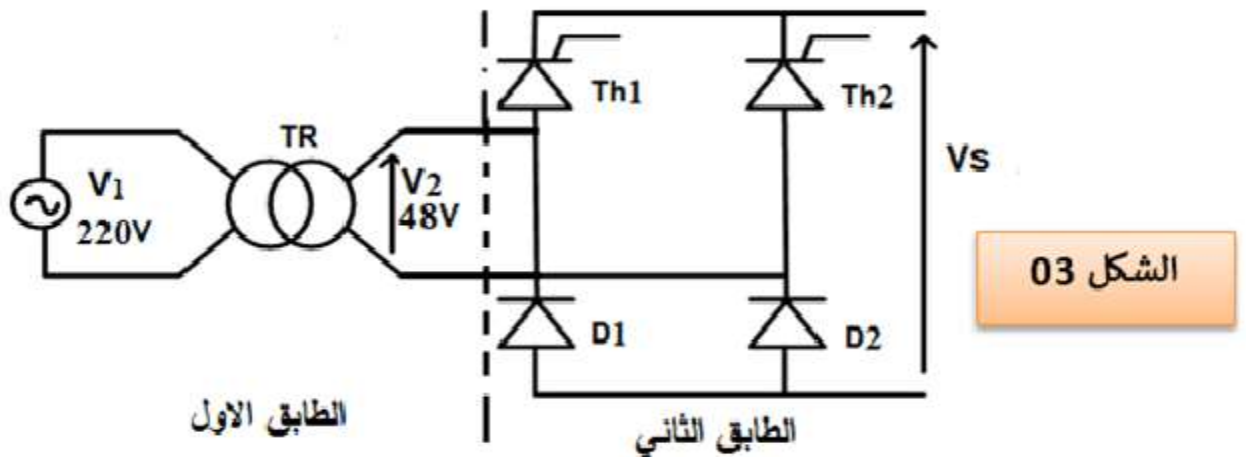 Th1
Th2
TR
V1
220V
V2
48V
Vs
الشكل 03
D1
D2
الطابق الاول
الطابق الثاني